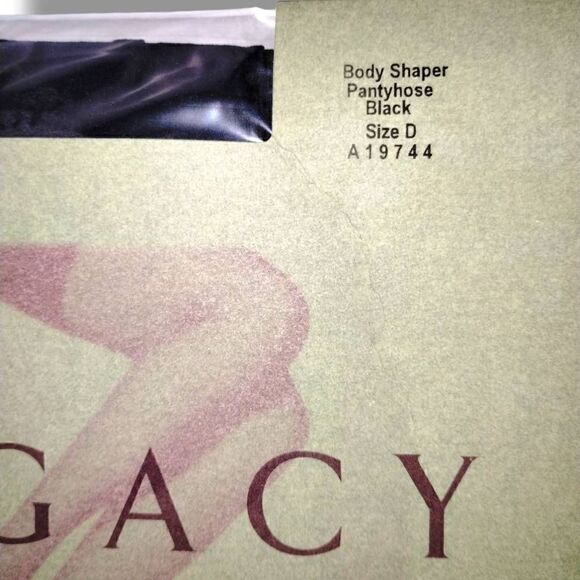 Body Shaper
Pantyhose
Black
Size D
A19744
GACY